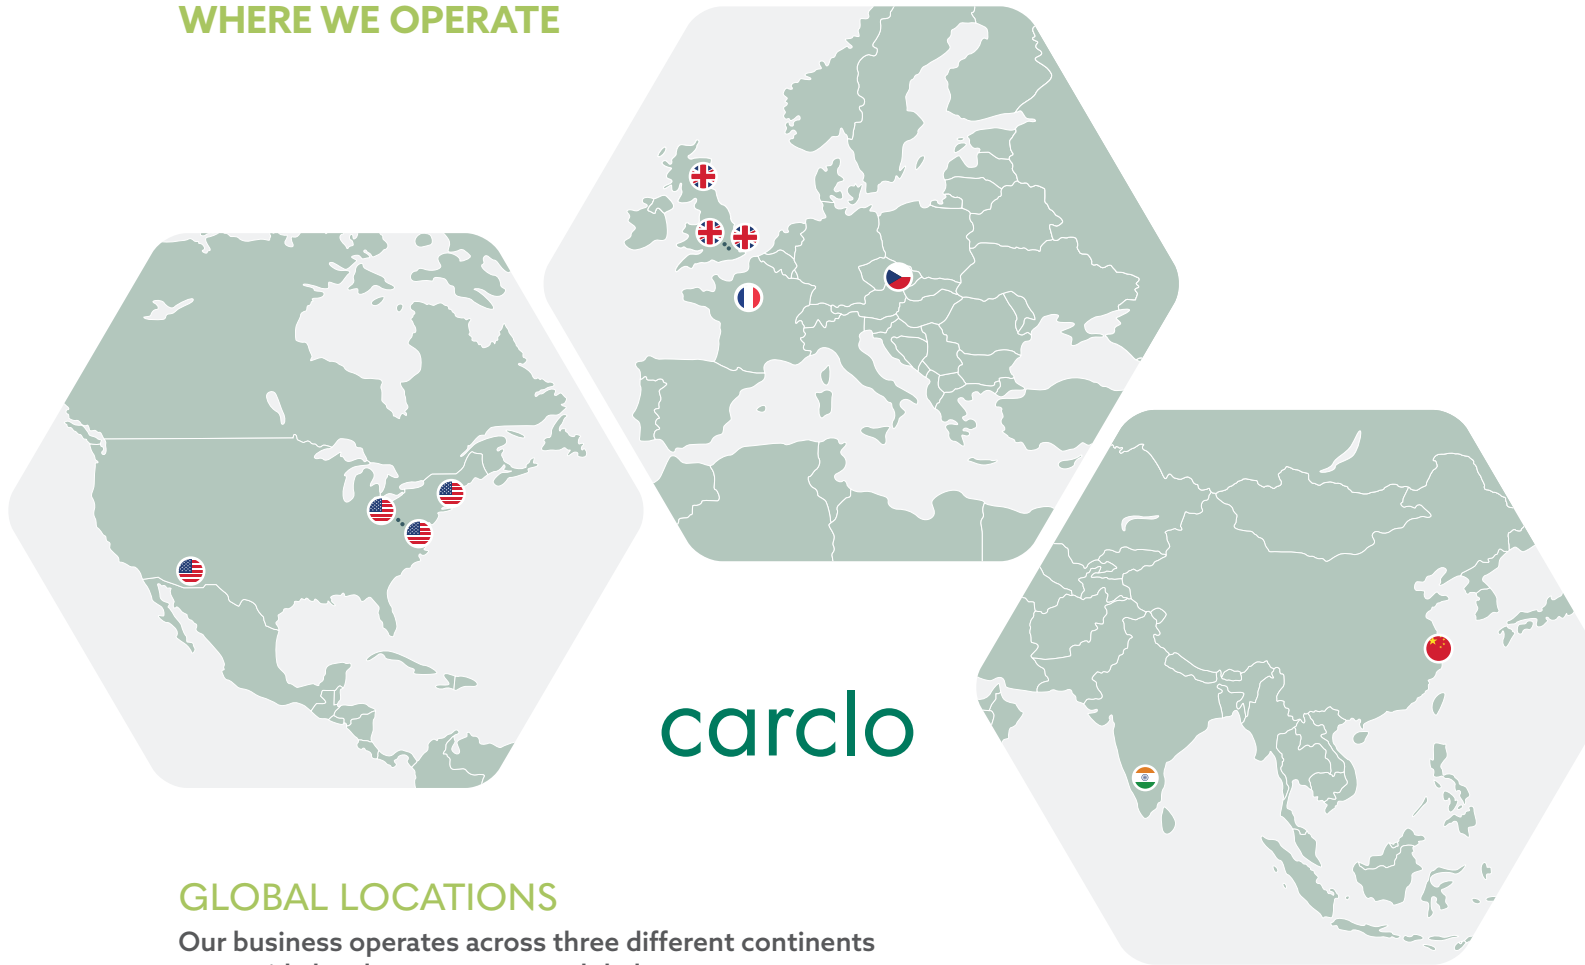 WHERE WE OPERATE
carclo
GLOBAL LOCATIONS
Our business operates across three different continents